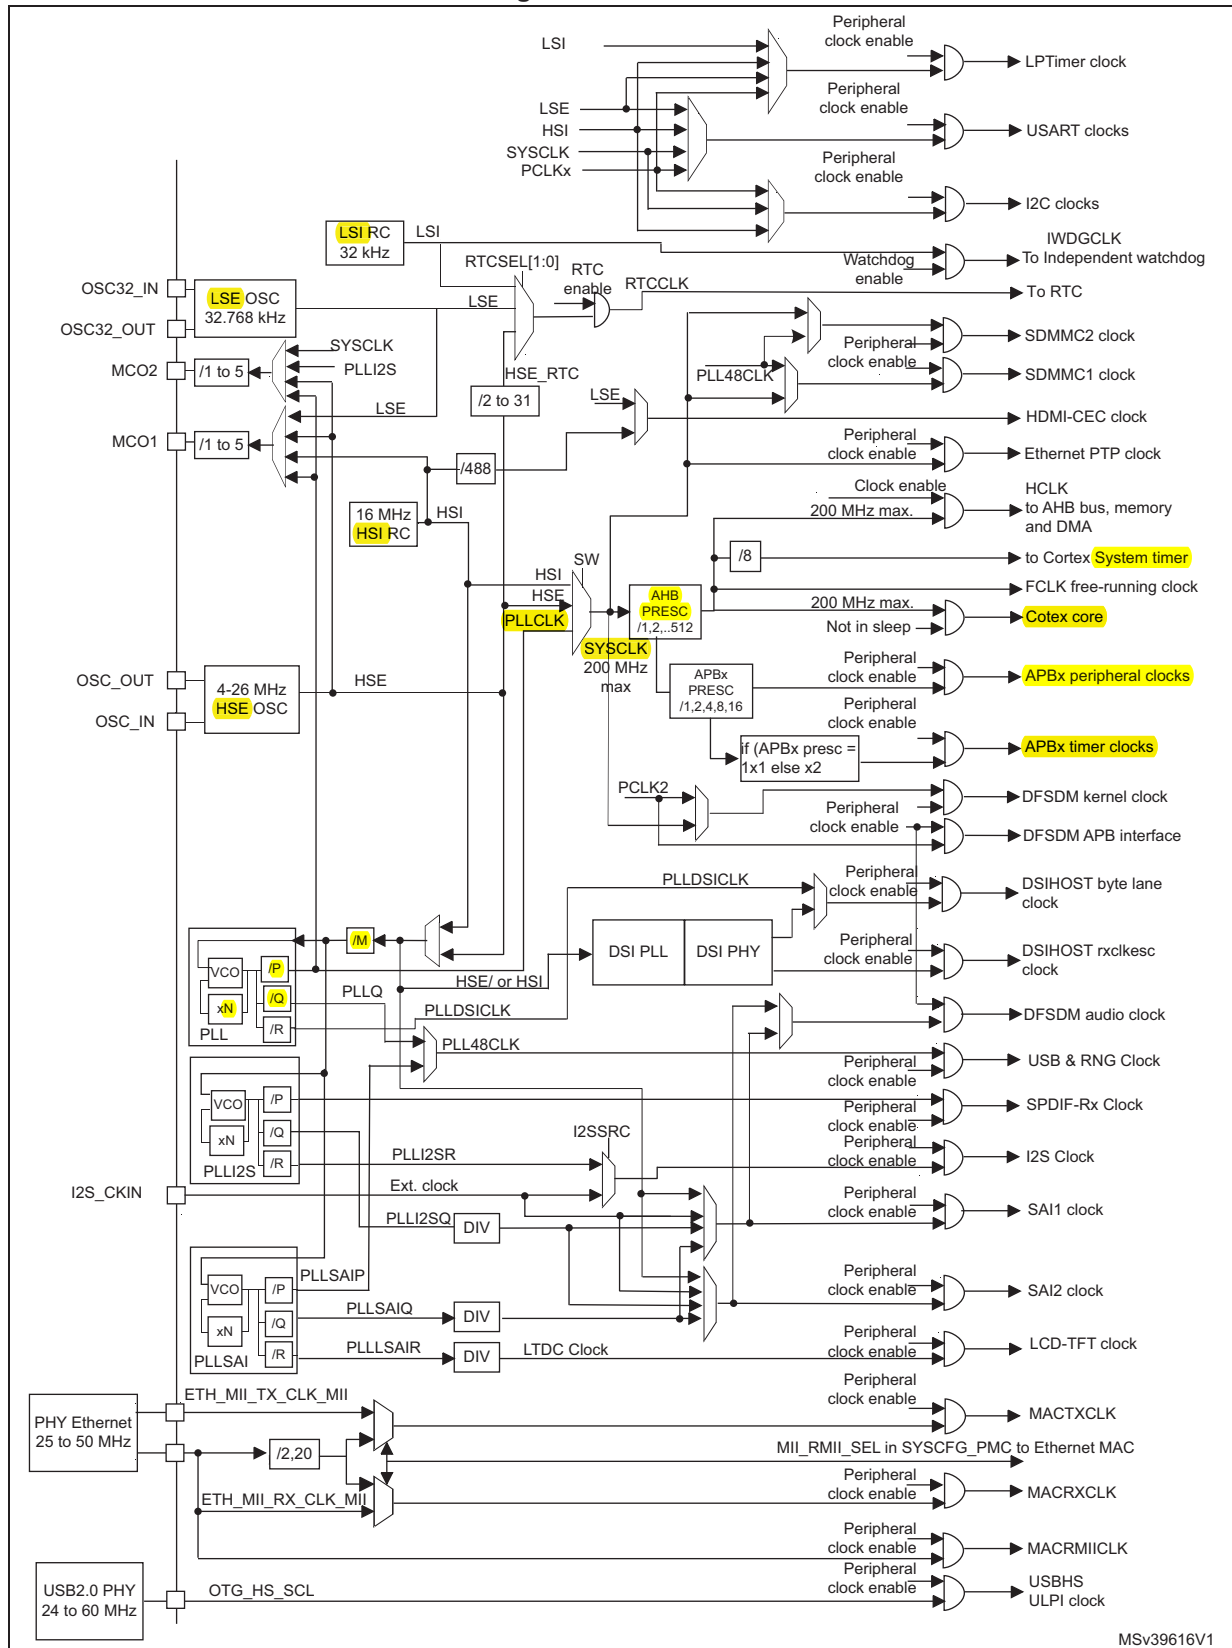 Peripheral
clock enable
LSI
LPTimer clock
Peripheral
clock enable
LSE
HSI
USART clocks
SYSCLK
PCLKx
Peripheral
clock enable
I2C clocks
LSI RC
32 kHz
LSI
IWDGCLK
To Independent watchdog
Watchdog
enable
RTCSEL[1:0]
RTC
enable
RTCCLK
To RTC
OSC32_IN
LSE OSC
32.768 kHz
LSE
OSC32_OUT
SYSCLK
MCO2
/1 to 5
PLLI2S
HSE_RTC
PLL48CLK
SDMMC2 clock
Peripheral
clock enable
SDMMC1 clock
/2 to 31
LSE
LSE
HDMI-CEC clock
MCO1
/1 to 5
Peripheral
clock enable
Ethernet PTP clock
/488
Clock enable
HCLK
200 MHz max.
to AHB bus, memory
and DMA
16 MHz
HSI RC
HSI
/8
to Cortex System timer
SW
HSI
HSE
PLLCLK
AHB
PRESC
/1,2,..512
FCLK free-running clock
200 MHz max.
Cotex core
Not in sleep
SYSCLK
200 MHz
max
Peripheral
clock enable
APBx peripheral clocks
OSC_OUT
4-26 MHz
HSE OSC
HSE
OSC_IN
APBx
PRESC
/1,2,4,8,16
Peripheral
clock enable
APBx timer clocks
if (APBx presc =
1x1 else x2
PCLK2
DFSDM kernel clock
Peripheral
clock enable
DFSDM APB interface
Peripheral
clock enable
PLLDSICLK
DSIHOST byte lane
clock
/M
DSI PLL
DSI PHY
Peripheral
clock enable
DSIHOST rxclkesc
clock
VCO
/P
HSE/ or HSI
xN
/Q
PLLQ
/R
PLL
PLLDSICLK
DFSDM audio clock
PLL48CLK
USB & RNG Clock
Peripheral
clock enable
VCO
/P
SPDIF-Rx Clock
Peripheral
clock enable
xN
/Q
I2SSRC
PLLI2S
/R
PLLI2SR
Peripheral
clock enable
I2S Clock
I2S_CKIN
Ext. clock
Peripheral
clock enable
SAI1 clock
PLLI2SQ
DIV
VCO
/P
PLLSAIP
Peripheral
clock enable
SAI2 clock
xN
/Q
PLLSAIQ
DIV
PLLSAI
/R
PLLLSAIR
DIV
LTDC Clock
Peripheral
clock enable
LCD-TFT clock
ETH_MII_TX_CLK_MII
Peripheral
clock enable
MACTXCLK
PHY Ethernet
25 to 50 MHz
/2,20
MII_RMII_SEL in SYSCFG_PMC to Ethernet MAC
ETH_MII_RX_CLK_MII
Peripheral
clock enable
MACRXCLK
Peripheral
clock enable
MACRMIICLK
USB2.0 PHY
24 to 60 MHz
OTG_HS_SCL
Peripheral
clock enable
USBHS
ULPI clock
MSv39616V1